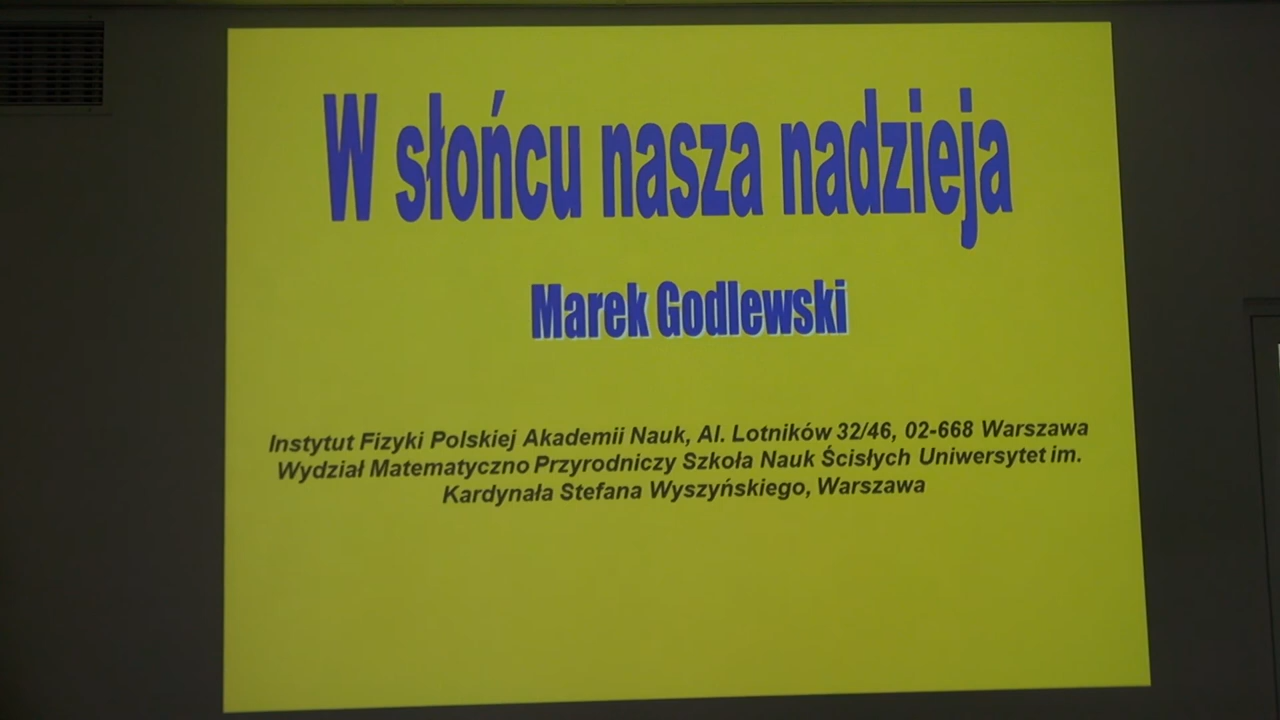 W słońcu nasza nadzieja
Marek Godlewski
Instytut Fizyki Polskiej Akademii Nauk, Al. Lotników 32/46, 02-668 Warszawa
Wydział Matematyczno Przyrodniczy Szkoła Nauk Ścisłych Uniwersytet im.
Kardynała Stefana Wyszyńskiego, Warszawa